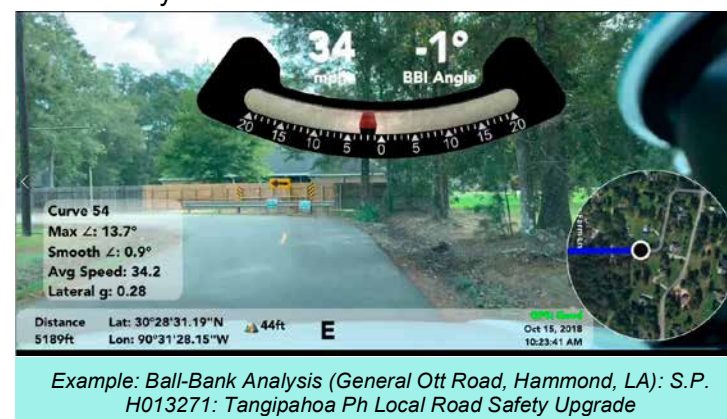 34 -1°
mph BBI Angle
20 15 10 5 0 5 10 15 20
Curve 54
Max ∠: 13.7°
Smooth ∠: 0.9°
Avg Speed: 34.2
Lateral g: 0.28
Distance Lat: 30°28'31.19"N 44ft E GPS Good
5189ft Lon: 90°31'28.15"W Oct 15, 2018
10:23:41 AM
Example: Ball-Bank Analysis (General Ott Road, Hammond, LA): S.P.
H013271: Tangipahoa Ph Local Road Safety Upgrade